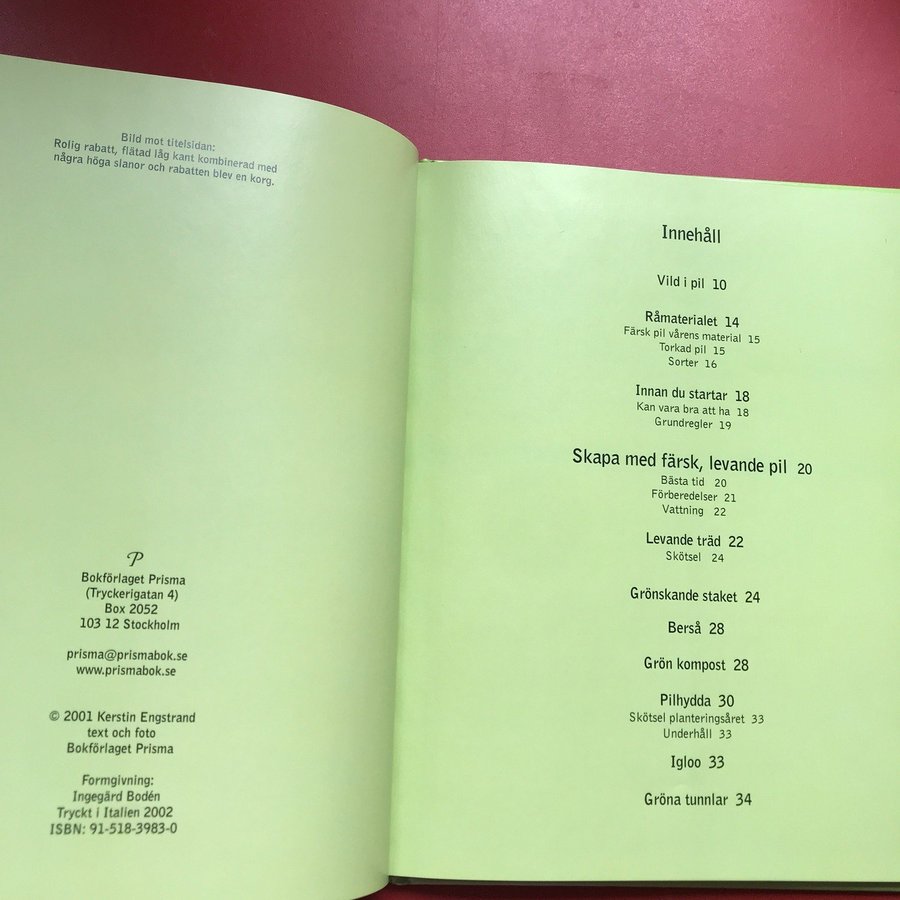 Bild mot titelsidan:
Rolig rabatt, flätad låg kant kombinerad med
några höga slanor och rabatten blev en korg.
P
Bokförlaget Prisma
(Tryckerigatan 4)
Box 2052
103 12 Stockholm
prisma@prismabok.se
www.prismabok.se
© 2001 Kerstin Engstrand
text och foto
Bokförlaget Prisma
Formgivning:
Ingegärd Bodén
Tryckt i Italien 2002
ISBN: 91-518-3983-0
Innehåll
Vild i pil 10
Råmaterialet 14
Färsk pil vårens material 15
Torkad pil 15
Sorter 16
Innan du startar 18
Kan vara bra att ha 18
Grundregler 19
Skapa med färsk, levande pil 20
Bästa tid 20
Förberedelser 21
Vattning 22
Levande träd 22
Skötsel 24
Grönskande staket 24
Berså 28
Grön kompost 28
Pilhydda 30
Skötsel planteringsåret 33
Underhåll 33
Igloo 33
Gröna tunnlar 34